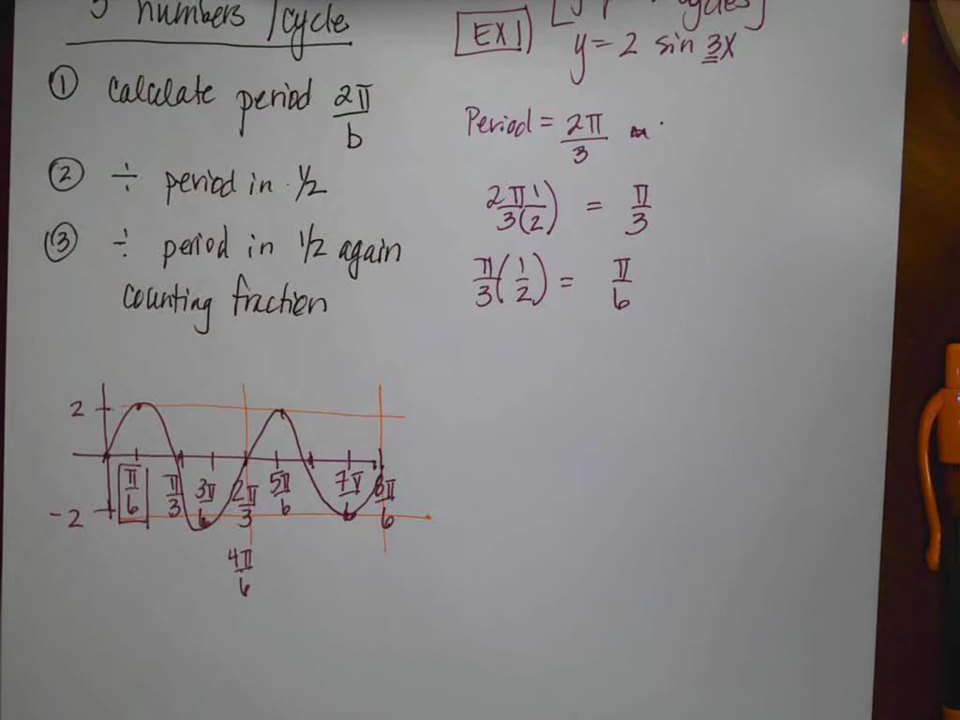 5 numbers / cycle
① calculate period 2π/b
② ÷ period in 1/2
③ ÷ period in 1/2 again
counting fraction
EX 1
y = 2 sin 3x
Period = 2π/3
2π/3 (1/2) = π/3
π/3 (1/2) = π/6
2
-2
π/6 π/3 3π/6 2π/3 5π/6 7π/6 8π/6
4π/6